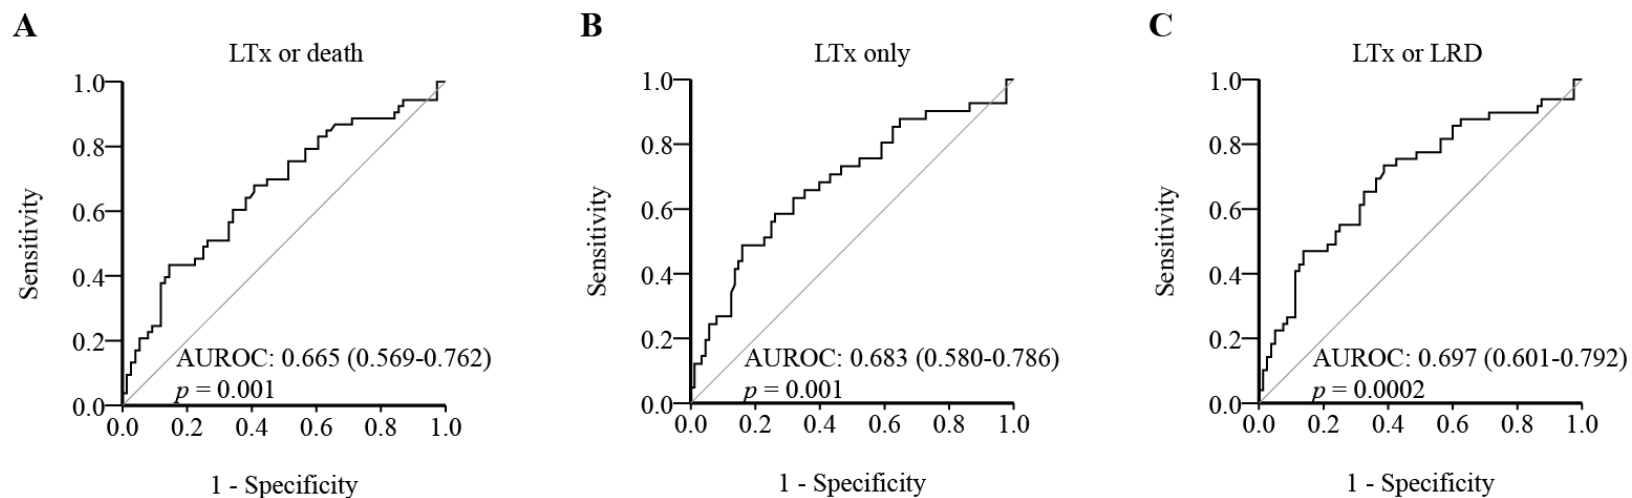 A
LTx or death
Sensitivity
1.0
0.8
0.6
0.4
0.2
0.0
AUROC: 0.665 (0.569-0.762)
p = 0.001
0.0 0.2 0.4 0.6 0.8 1.0
1 - Specificity
B
LTx only
Sensitivity
1.0
0.8
0.6
0.4
0.2
0.0
AUROC: 0.683 (0.580-0.786)
p = 0.001
0.0 0.2 0.4 0.6 0.8 1.0
1 - Specificity
C
LTx or LRD
Sensitivity
1.0
0.8
0.6
0.4
0.2
0.0
AUROC: 0.697 (0.601-0.792)
p = 0.0002
0.0 0.2 0.4 0.6 0.8 1.0
1 - Specificity